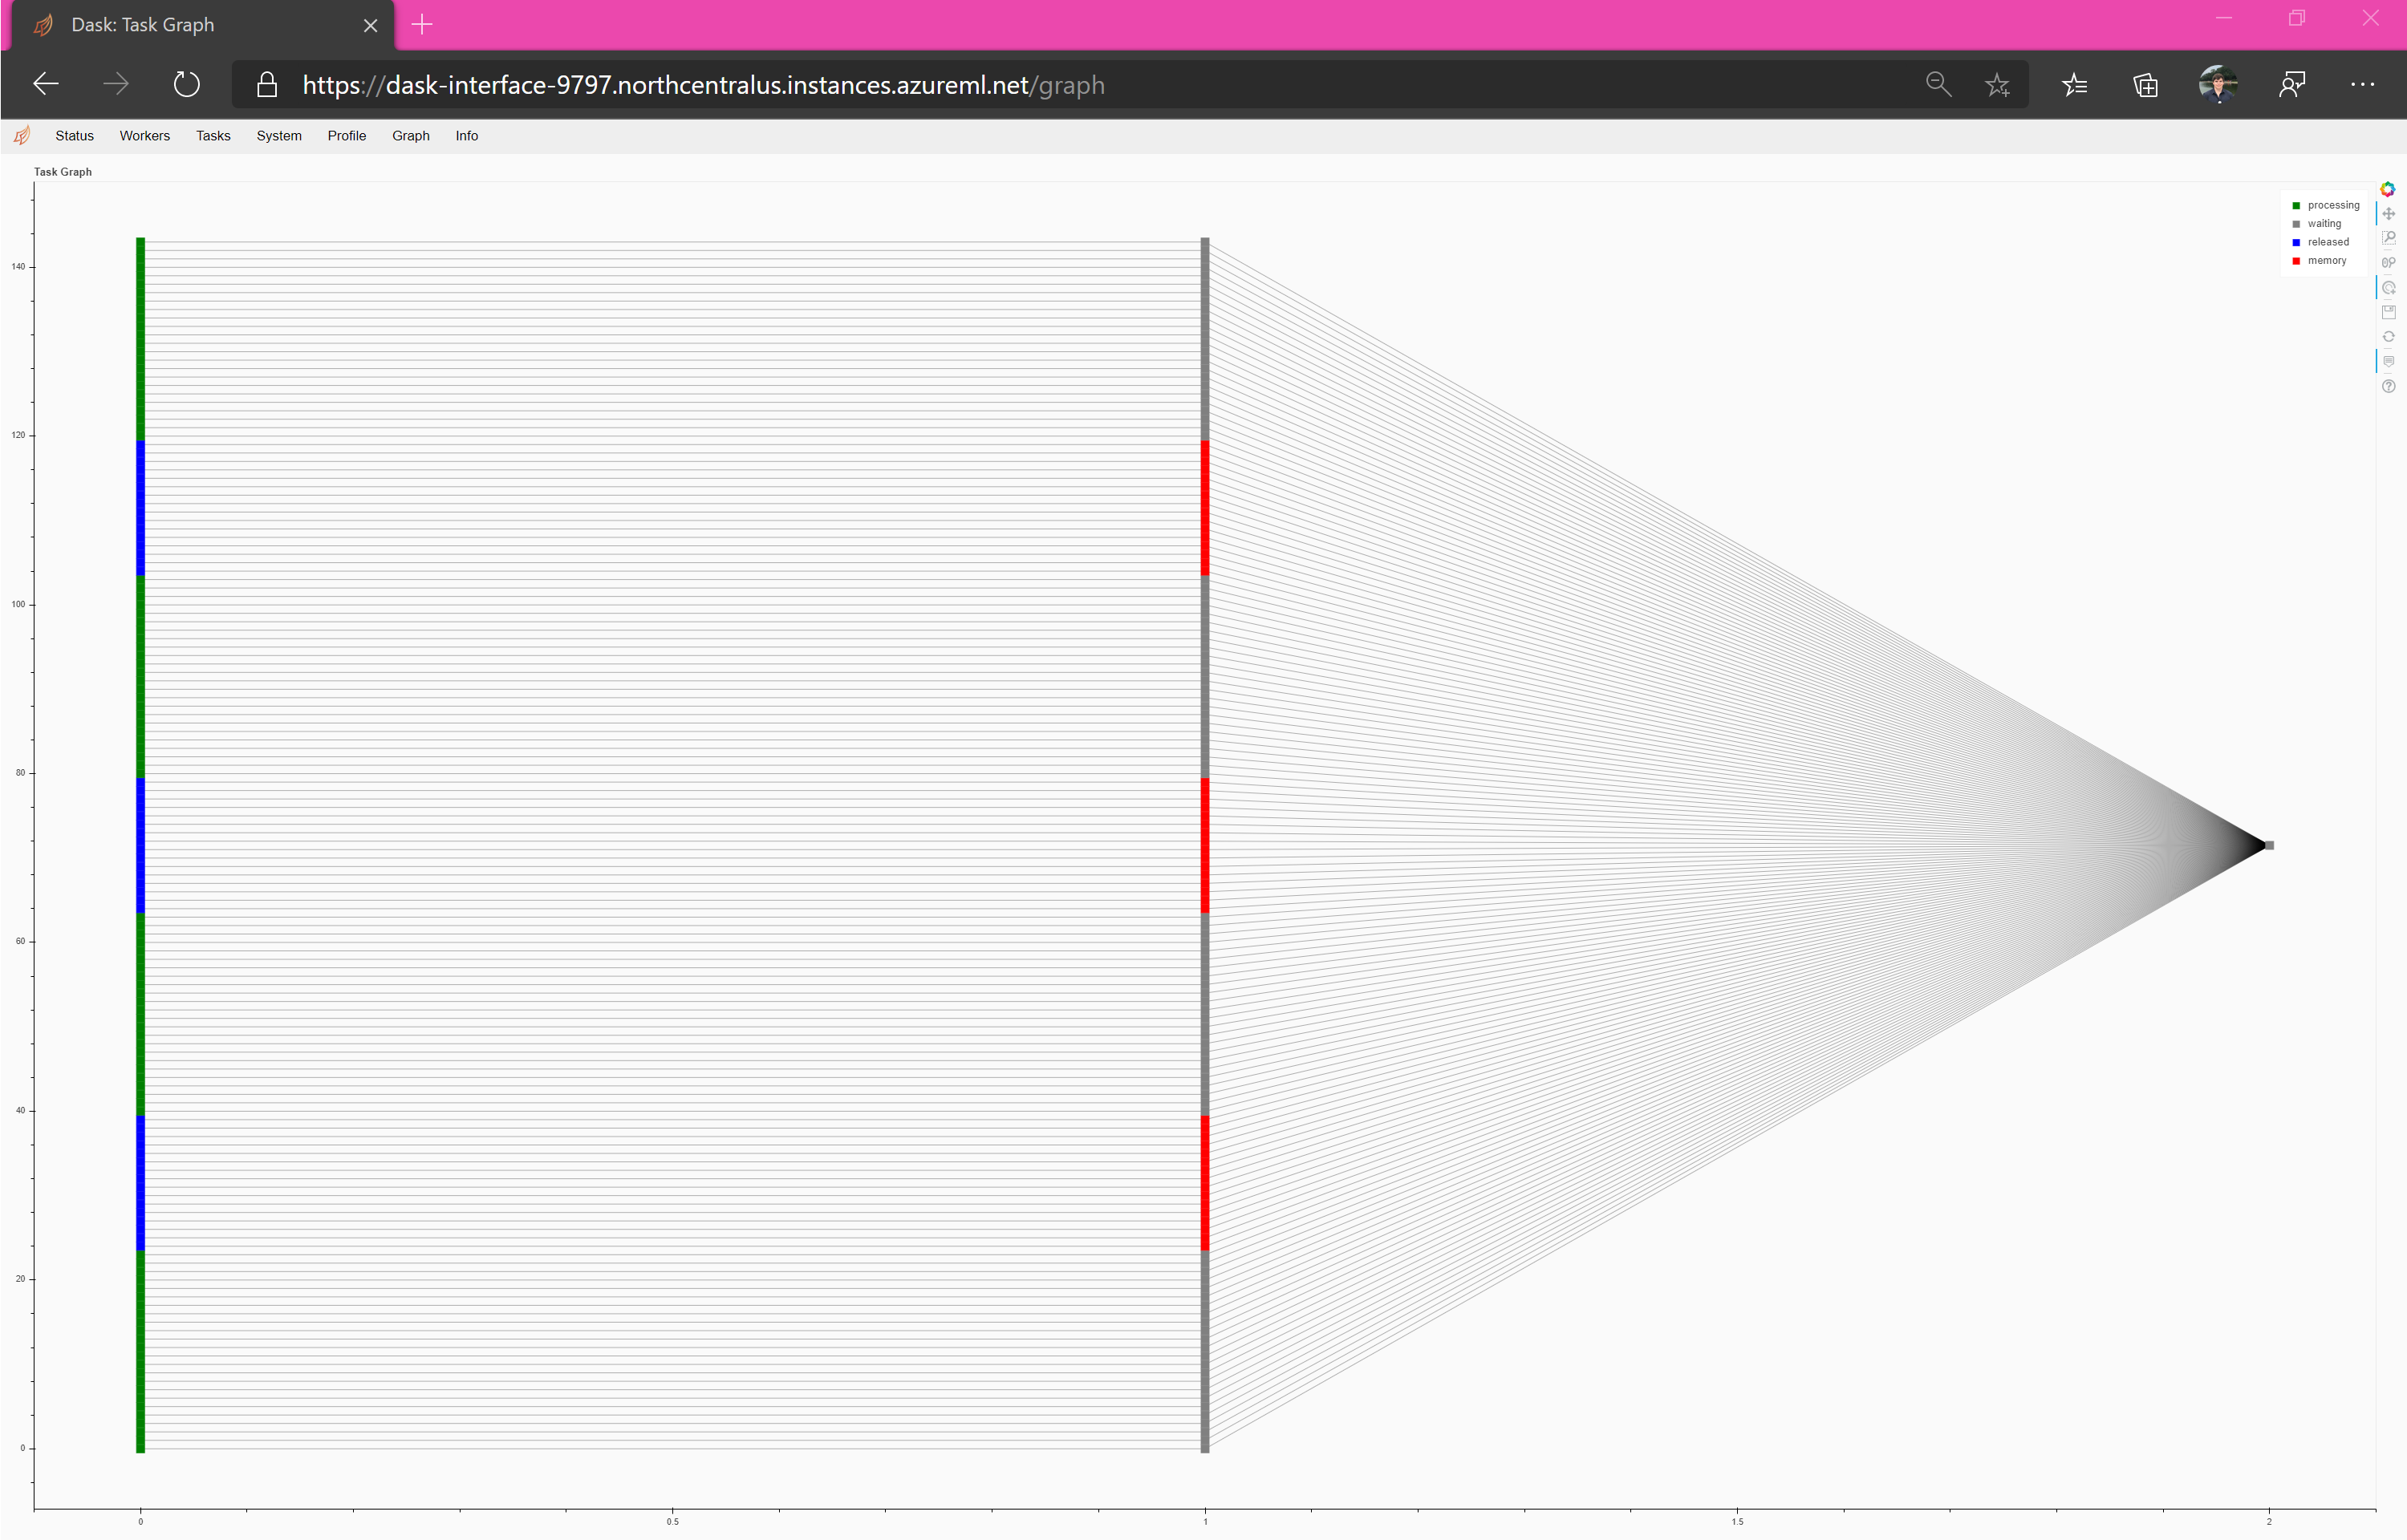 Dask: Task Graph
https://dask-interface-9797.northcentralus.instances.azureml.net/graph
Status Workers Tasks System Profile Graph Info
Task Graph
processing
waiting
released
memory
140
120
100
80
60
40
20
0
0 0.5 1 1.5 2